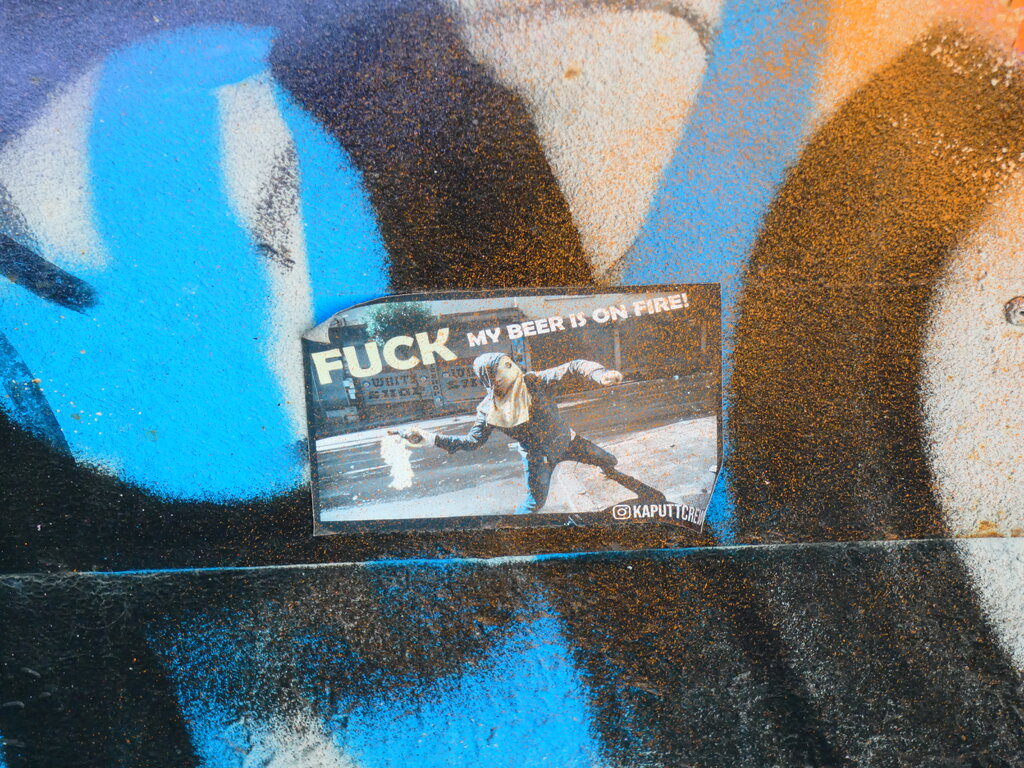 FUCK MY BEER IS ON FIRE!
KAPUTTCREW